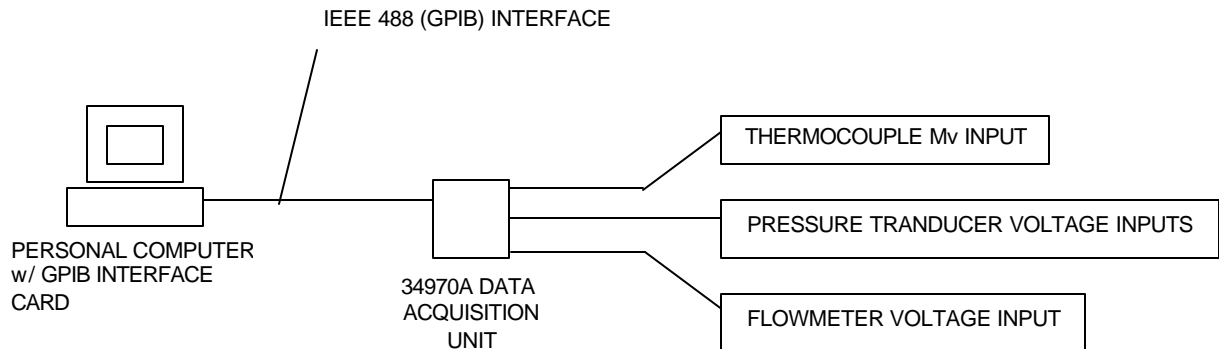 IEEE 488 (GPIB) INTERFACE
THERMOCOUPLE Mv INPUT
PRESSURE TRANDUCER VOLTAGE INPUTS
PERSONAL COMPUTER
w/ GPIB INTERFACE
CARD
34970A DATA
ACQUISITION
UNIT
FLOWMETER VOLTAGE INPUT